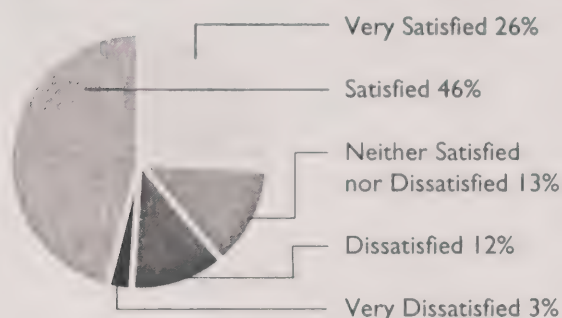 Very Satisfied 26%
Satisfied 46%
Neither Satisfied
nor Dissatisfied 13%
Dissatisfied 12%
Very Dissatisfied 3%